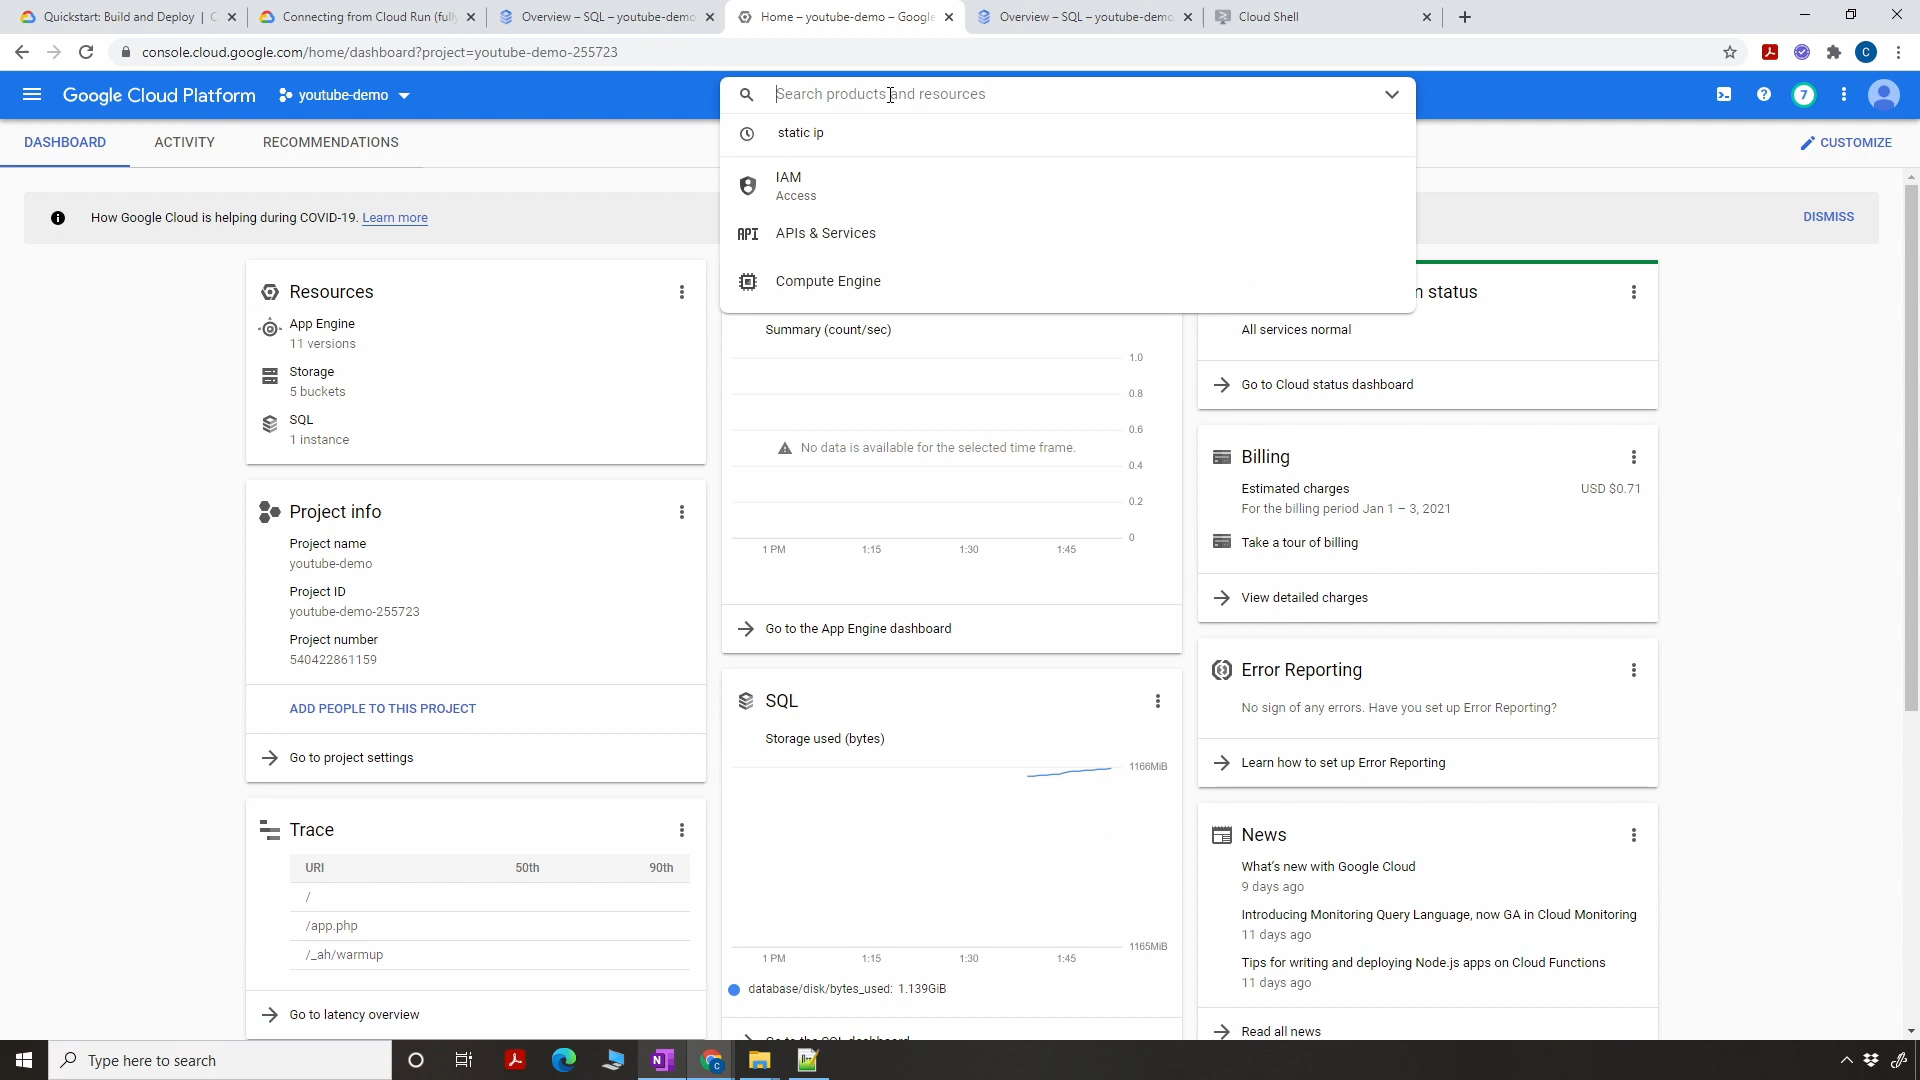 Quickstart: Build and Deploy | C
Connecting from Cloud Run (fully
Overview – SQL – youtube-demo
Home – youtube-demo – Google
Overview – SQL – youtube-demo
Cloud Shell
console.cloud.google.com/home/dashboard?project=youtube-demo-255723
C
Google Cloud Platform
youtube-demo
Search products and resources
7
DASHBOARD
ACTIVITY
RECOMMENDATIONS
static ip
CUSTOMIZE
IAM
Access
How Google Cloud is helping during COVID-19. Learn more
DISMISS
API APIs & Services
Compute Engine
Resources
App Engine
11 versions
Storage
5 buckets
SQL
1 instance
Project info
Project name
youtube-demo
Project ID
youtube-demo-255723
Project number
540422861159
ADD PEOPLE TO THIS PROJECT
Go to project settings
Trace
URI 50th 90th
/
/app.php
/_ah/warmup
Go to latency overview
Summary (count/sec)
1.0
0.8
0.6
No data is available for the selected time frame.
0.4
0.2
0
1 PM 1:15 1:30 1:45
Go to the App Engine dashboard
SQL
Storage used (bytes)
1166MiB
1165MiB
1 PM 1:15 1:30 1:45
database/disk/bytes_used: 1.139GiB
Go to the SQL dashboard
status
All services normal
Go to Cloud status dashboard
Billing
Estimated charges USD $0.71
For the billing period Jan 1 – 3, 2021
Take a tour of billing
View detailed charges
Error Reporting
No sign of any errors. Have you set up Error Reporting?
Learn how to set up Error Reporting
News
What's new with Google Cloud
9 days ago
Introducing Monitoring Query Language, now GA in Cloud Monitoring
11 days ago
Tips for writing and deploying Node.js apps on Cloud Functions
11 days ago
Read all news
Type here to search